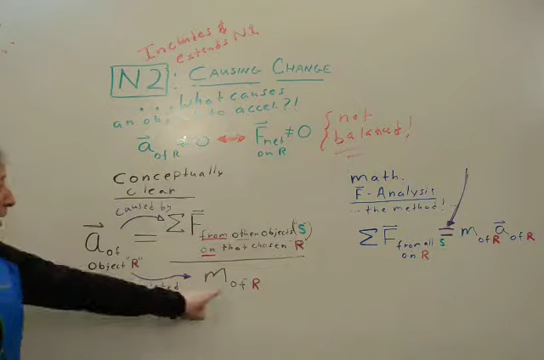 Includes &
extends N1
N2 : CAUSING CHANGE
... What causes
an object to accel.?!
a⃗ of R ≠ 0 ↔ F⃗net on R ≠ 0 { not balanced!
Conceptually
clear
caused by
a⃗ of object "R" = ΣF⃗ from other objects (S) on that chosen "R"
m of R
math.
F⃗-Analysis
...the method!
ΣF⃗ from all S on R = m of R a⃗ of R